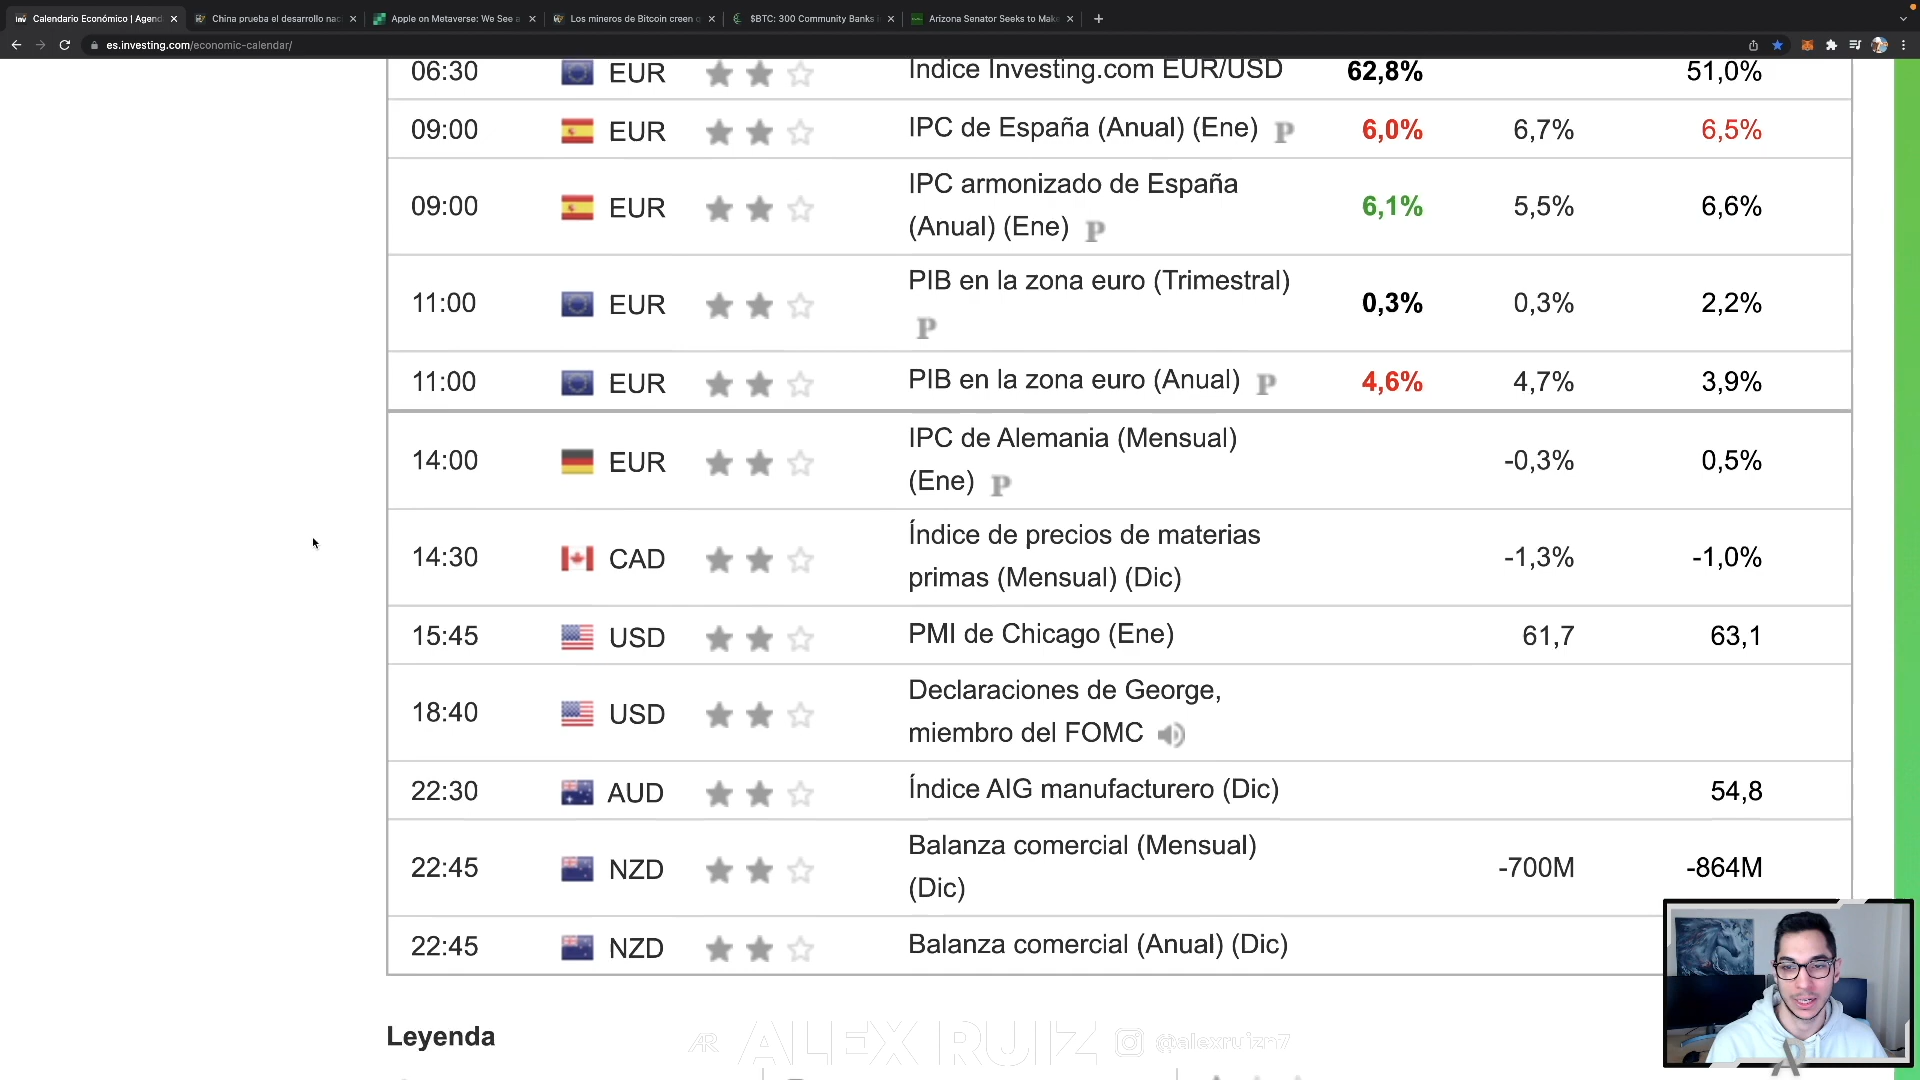 Calendario Económico | Agend
China prueba el desarrollo nac
Apple on Metaverse: We See a
Los mineros de Bitcoin creen q
$BTC: 300 Community Banks i
Arizona Senator Seeks to Make
es.investing.com/economic-calendar/
06:30 EUR Índice Investing.com EUR/USD 62,8% 51,0%
09:00 EUR IPC de España (Anual) (Ene) P 6,0% 6,7% 6,5%
09:00 EUR IPC armonizado de España
(Anual) (Ene) P 6,1% 5,5% 6,6%
11:00 EUR PIB en la zona euro (Trimestral)
P 0,3% 0,3% 2,2%
11:00 EUR PIB en la zona euro (Anual) P 4,6% 4,7% 3,9%
14:00 EUR IPC de Alemania (Mensual)
(Ene) P -0,3% 0,5%
14:30 CAD Índice de precios de materias
primas (Mensual) (Dic) -1,3% -1,0%
15:45 USD PMI de Chicago (Ene) 61,7 63,1
18:40 USD Declaraciones de George,
miembro del FOMC
22:30 AUD Índice AIG manufacturero (Dic) 54,8
22:45 NZD Balanza comercial (Mensual)
(Dic) -700M -864M
22:45 NZD Balanza comercial (Anual) (Dic)
Leyenda
AR ALEX RUIZ @alexruizn7